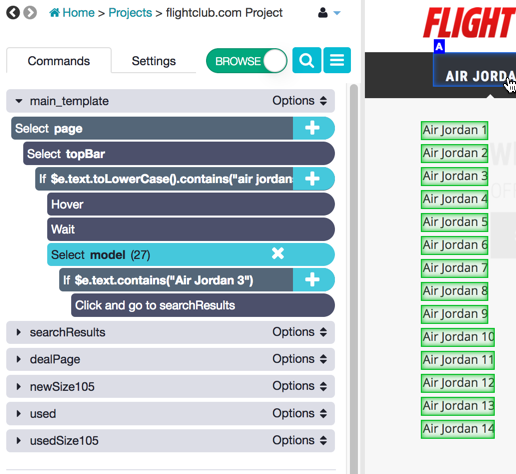 Home > Projects > flightclub.com Project
Commands
Settings
BROWSE
main_template
Options
Select page
Select topBar
If $e.text.toLowerCase().contains("air jordan
Hover
Wait
Select model (27)
If $e.text.contains("Air Jordan 3")
Click and go to searchResults
searchResults
Options
dealPage
Options
newSize105
Options
used
Options
usedSize105
Options
FLIGHT
A
AIR JORDA
Air Jordan 1
Air Jordan 2
Air Jordan 3
Air Jordan 4
Air Jordan 5
Air Jordan 6
Air Jordan 7
Air Jordan 8
Air Jordan 9
Air Jordan 10
Air Jordan 11
Air Jordan 12
Air Jordan 13
Air Jordan 14